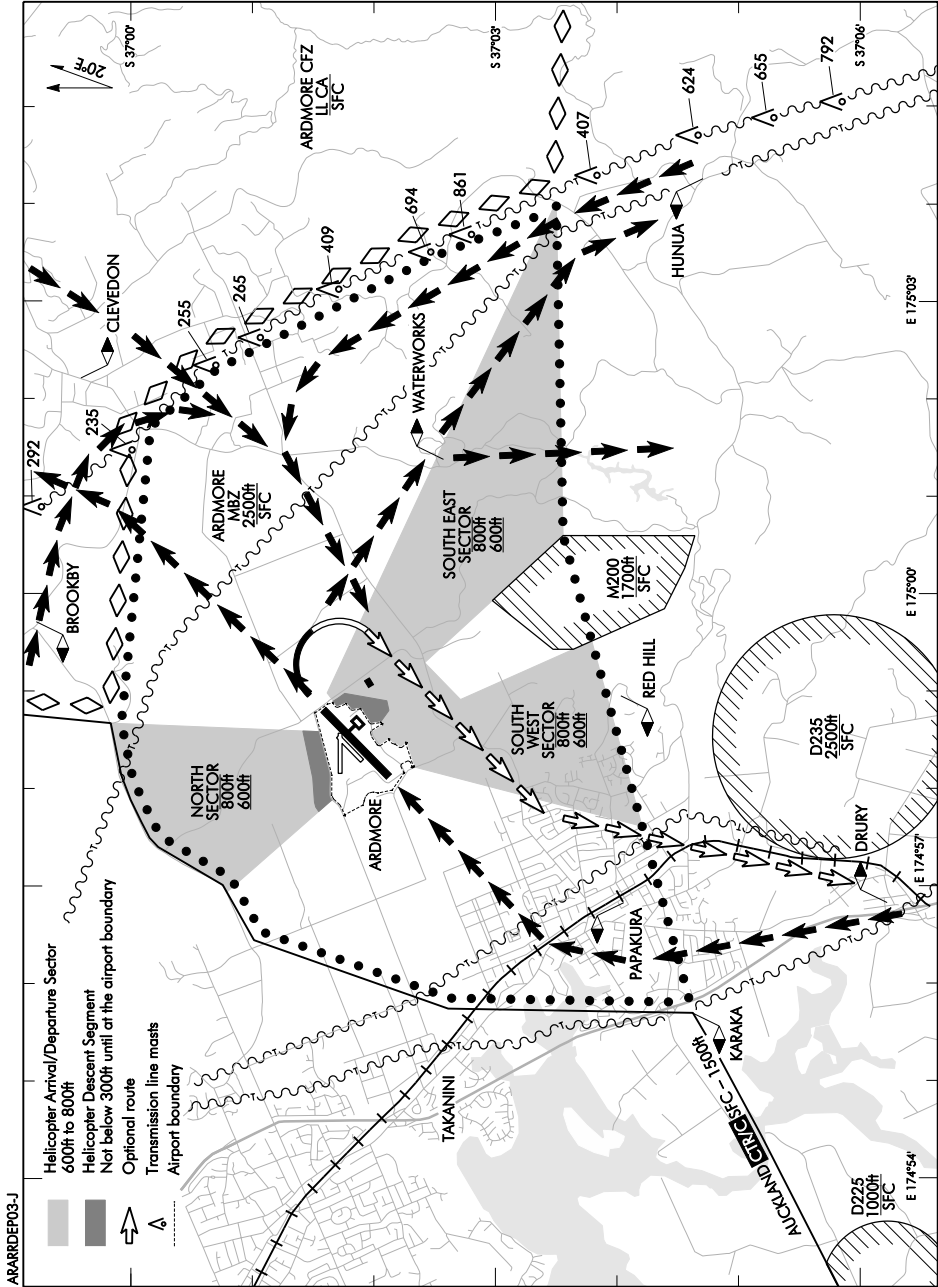 ARARRDEP03-J
Helicopter Arrival/Departure Sector
600ft to 800ft
Helicopter Descent Segment
Not below 300ft until at the airport boundary
Optional route
Transmission line masts
Airport boundary
S 37°00'
S 37°03'
S 37°06'
20°E
ARDMORE CFZ
LL CA
SFC
CLEVEDON
292
235
255
265
409
694
861
407
624
655
792
BROOKBY
ARDMORE
MBZ
2500ft
SFC
WATERWORKS
HUNUA
E 175°03'
NORTH
SECTOR
800ft
600ft
SOUTH EAST
SECTOR
800ft
600ft
M200
1700ft
SFC
E 175°00'
ARDMORE
SOUTH
WEST
SECTOR
800ft
600ft
RED HILL
D235
2500ft
SFC
DRURY
E 174°57'
PAPAKURA
TAKANINI
KARAKA
AUCKLAND CTR/C SFC – 1500ft
D225
1000ft
SFC
E 174°54'